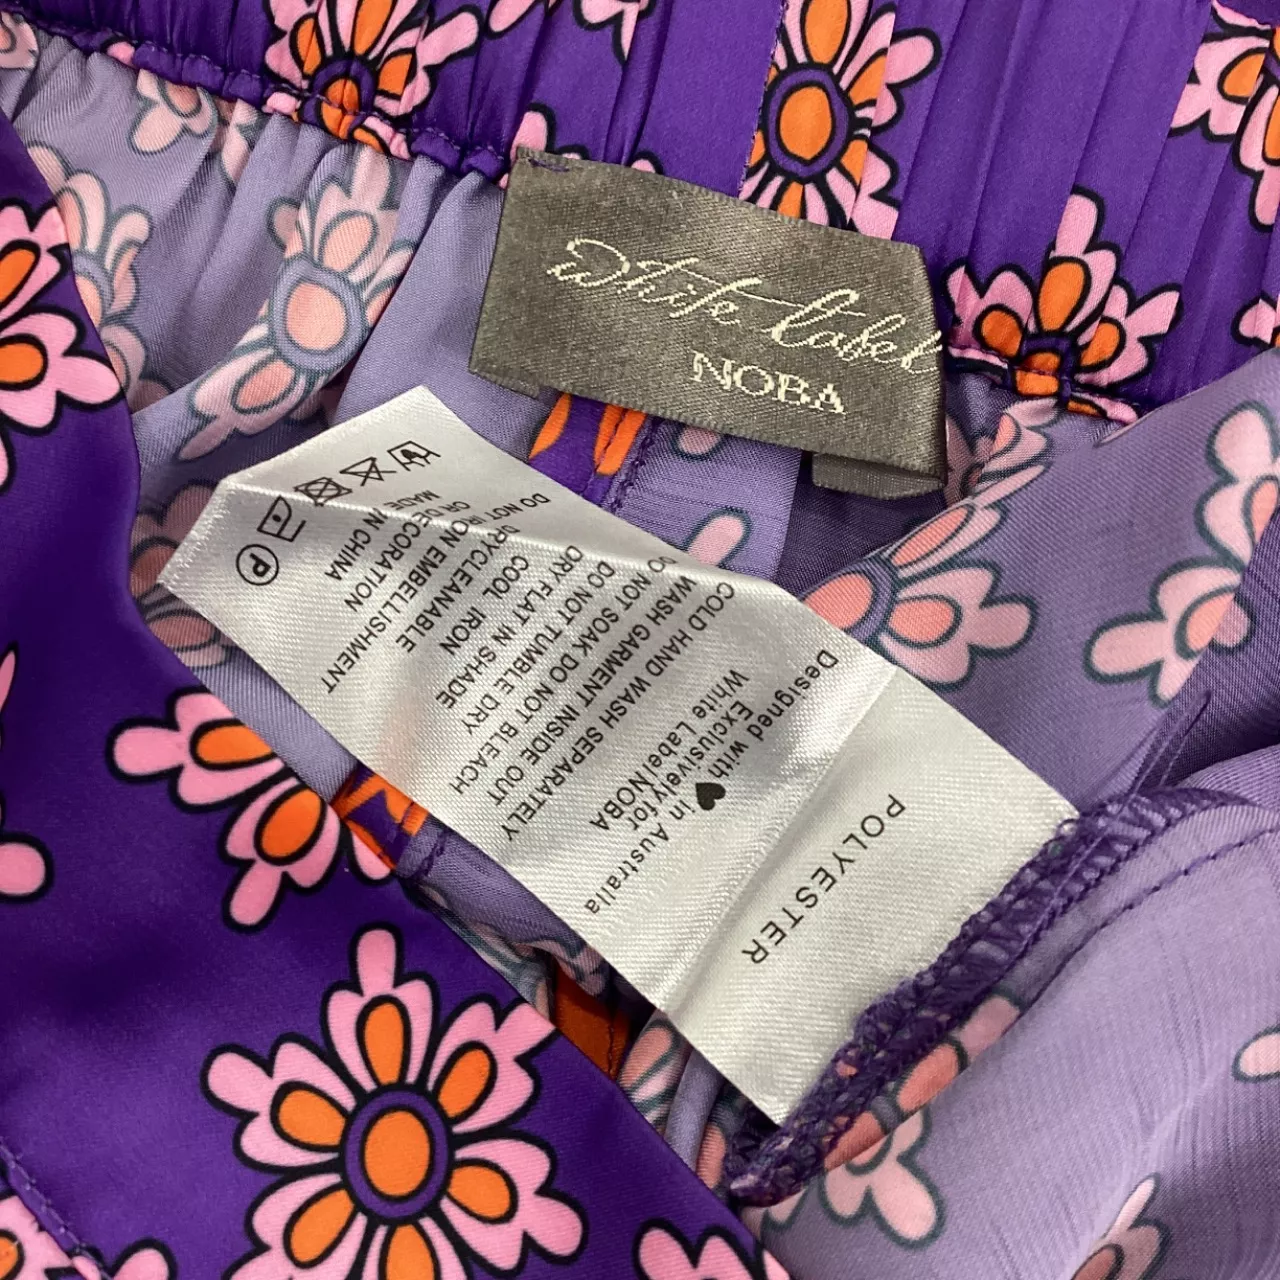 White Label
NOBA
POLYESTER
Designed with ♥ in Australia
Exclusively for
White Label NOBA
COLD HAND WASH SEPARATELY
WASH GARMENT INSIDE OUT
DO NOT SOAK DO NOT BLEACH
DO NOT TUMBLE DRY
DRY FLAT IN SHADE
COOL IRON
DRYCLEANABLE
DO NOT IRON EMBELLISHMENT
OR DECORATION
MADE IN CHINA
P